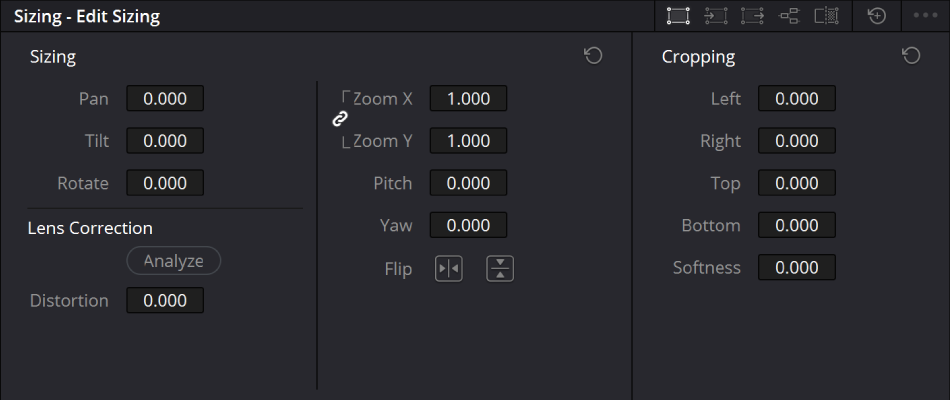 Sizing - Edit Sizing
Sizing
Pan 0.000
Tilt 0.000
Rotate 0.000
Lens Correction
Analyze
Distortion 0.000
Zoom X 1.000
Zoom Y 1.000
Pitch 0.000
Yaw 0.000
Flip
Cropping
Left 0.000
Right 0.000
Top 0.000
Bottom 0.000
Softness 0.000